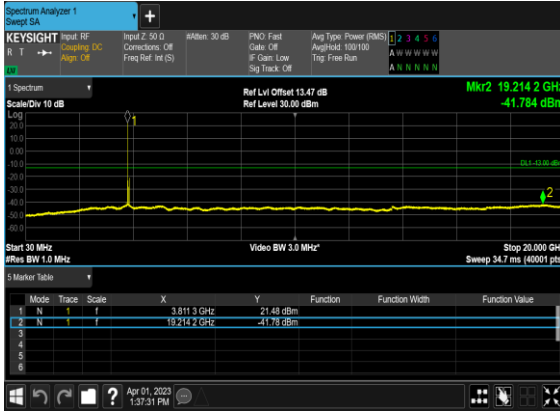 Spectrum Analyzer 1
Swept SA
+
KEYSIGHT Input: RF Input Z: 50 Ω #Atten: 30 dB PNO: Fast Avg Type: Power (RMS) 1 2 3 4 5 6
R T Coupling: DC Corrections: Off Gate: Off Avg|Hold: 100/100 A W W W W W
Align: Off Freq Ref: Int (S) IF Gain: Low Trig: Free Run
Sig Track: Off A N N N N N
1 Spectrum Ref Lvl Offset 13.47 dB Mkr2 19.214 2 GHz
Scale/Div 10 dB Ref Level 30.00 dBm -41.784 dBm
Log
20.0
10.0
0.00
-10.0
-20.0
-30.0
-40.0
-50.0
-60.0
1
DL1 -13.00 dBm
2
Start 30 MHz Video BW 3.0 MHz* Stop 20.000 GH
#Res BW 1.0 MHz Sweep 34.7 ms (40001 pts
5 Marker Table
Mode Trace Scale X Y Function Function Width Function Value
1 N 1 f 3.811 3 GHz 21.48 dBm
2 N 1 f 19.214 2 GHz -41.78 dBm
3
4
5
6
? Apr 01, 2023
1:37:31 PM